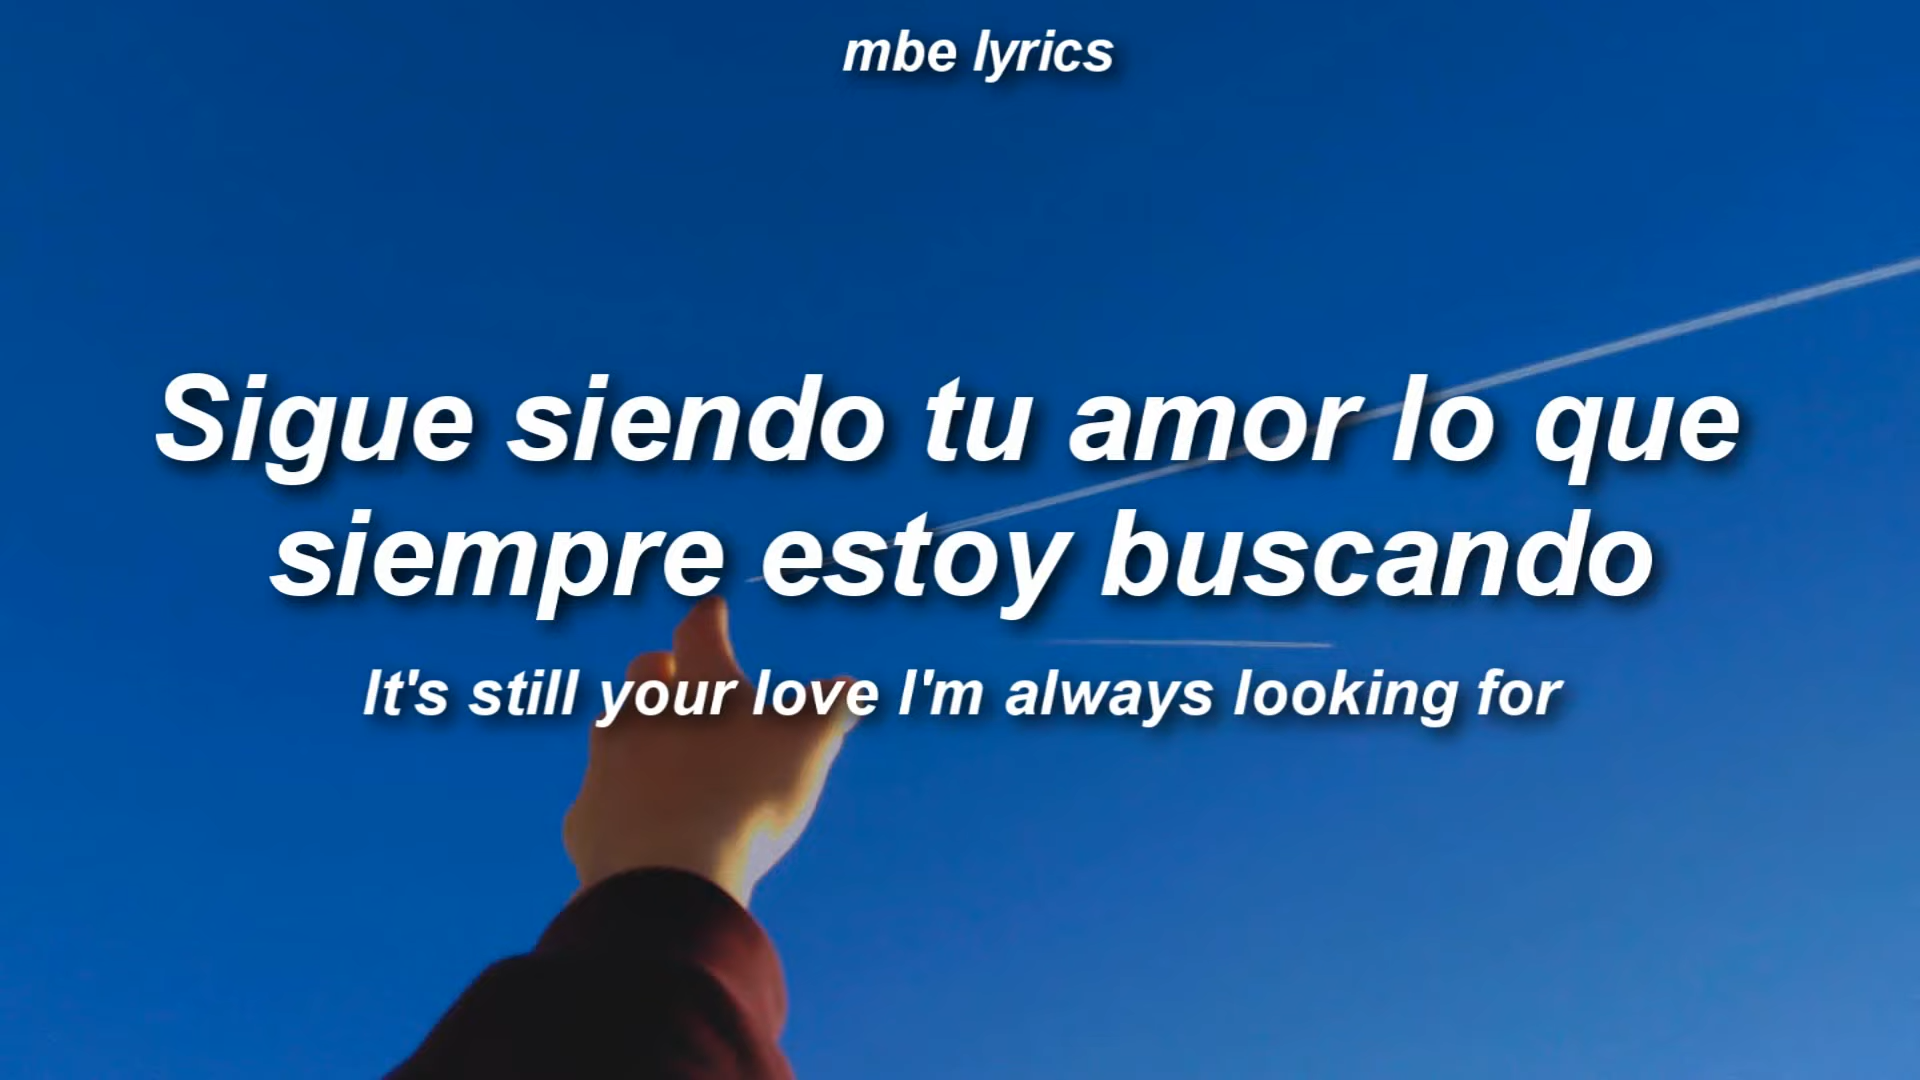 mbe lyrics
Sigue siendo tu amor lo que
siempre estoy buscando
It's still your love I'm always looking for